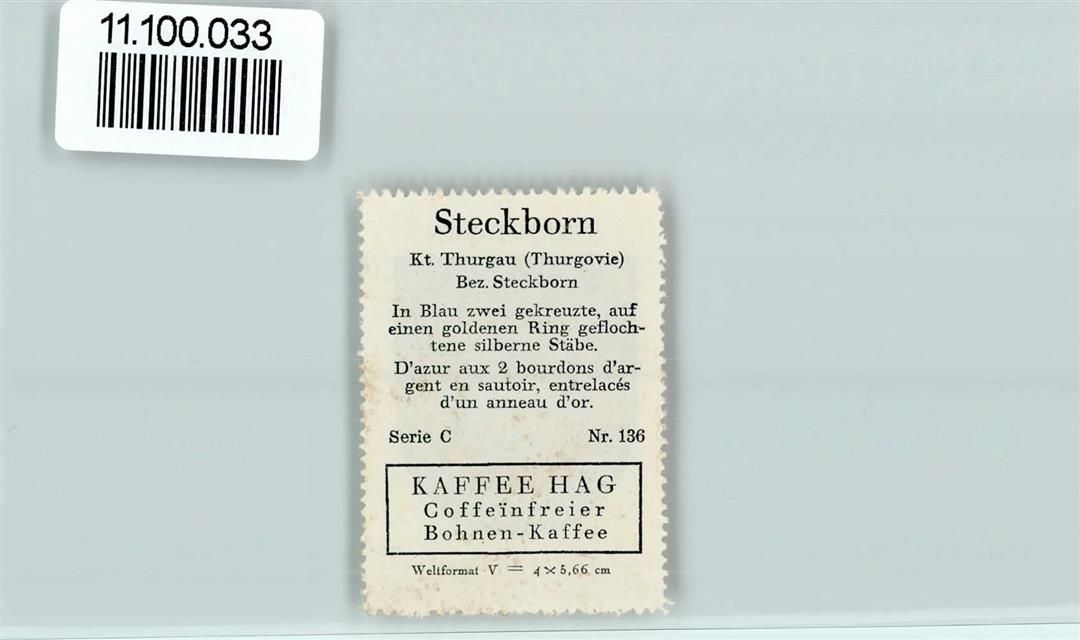 11.100.033
Steckborn
Kt. Thurgau (Thurgovie)
Bez. Steckborn
In Blau zwei gekreuzte, auf
einen goldenen Ring gefloch-
tene silberne Stäbe.
D'azur aux 2 bourdons d'ar-
gent en sautoir, entrelacés
d'un anneau d'or.
Serie C Nr. 136
KAFFEE HAG
Coffeïnfreier
Bohnen-Kaffee
Weltformat V = 4×5,66 cm